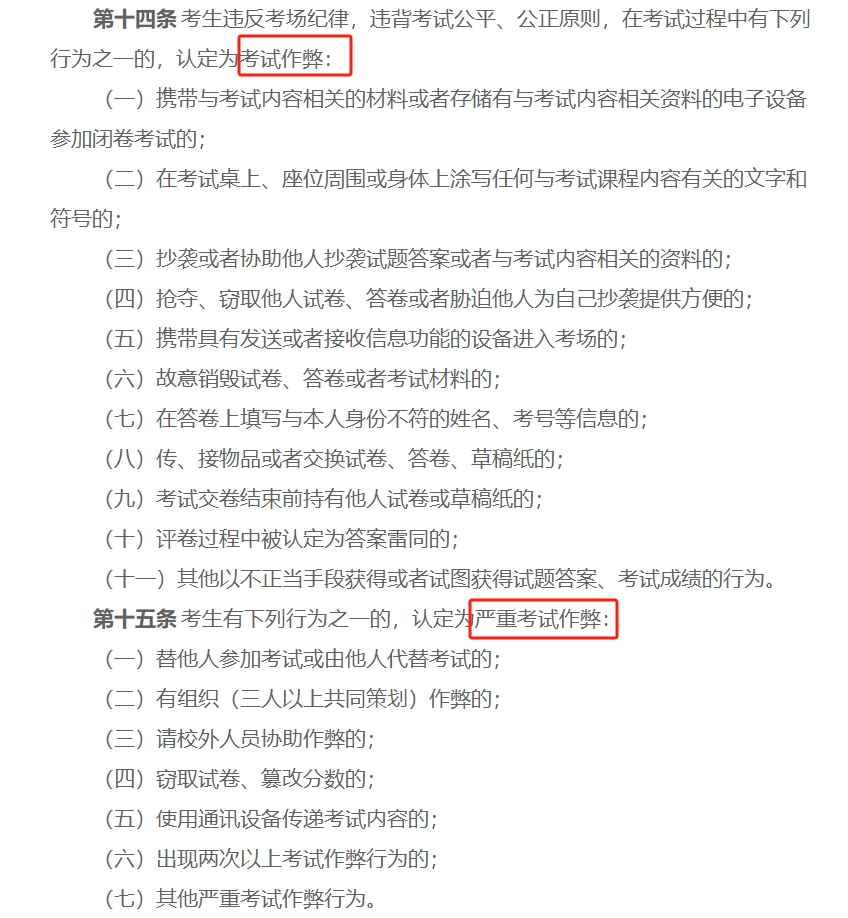 第十四条 考生违反考场纪律，违背考试公平、公正原则，在考试过程中有下列
行为之一的，认定为考试作弊：
（一）携带与考试内容相关的材料或者存储有与考试内容相关资料的电子设备
参加闭卷考试的；
（二）在考试桌上、座位周围或身体上涂写任何与考试课程内容有关的文字和
符号的；
（三）抄袭或者协助他人抄袭试题答案或者与考试内容相关的资料的；
（四）抢夺、窃取他人试卷、答卷或者胁迫他人为自己抄袭提供方便的；
（五）携带具有发送或者接收信息功能的设备进入考场的；
（六）故意销毁试卷、答卷或者考试材料的；
（七）在答卷上填写与本人身份不符的姓名、考号等信息的；
（八）传、接物品或者交换试卷、答卷、草稿纸的；
（九）考试交卷结束前持有他人试卷或草稿纸的；
（十）评卷过程中被认定为答案雷同的；
（十一）其他以不正当手段获得或者试图获得试题答案、考试成绩的行为。
第十五条 考生有下列行为之一的，认定为严重考试作弊：
（一）替他人参加考试或由他人代替考试的；
（二）有组织（三人以上共同策划）作弊的；
（三）请校外人员协助作弊的；
（四）窃取试卷、篡改分数的；
（五）使用通讯设备传递考试内容的；
（六）出现两次以上考试作弊行为的；
（七）其他严重考试作弊行为。